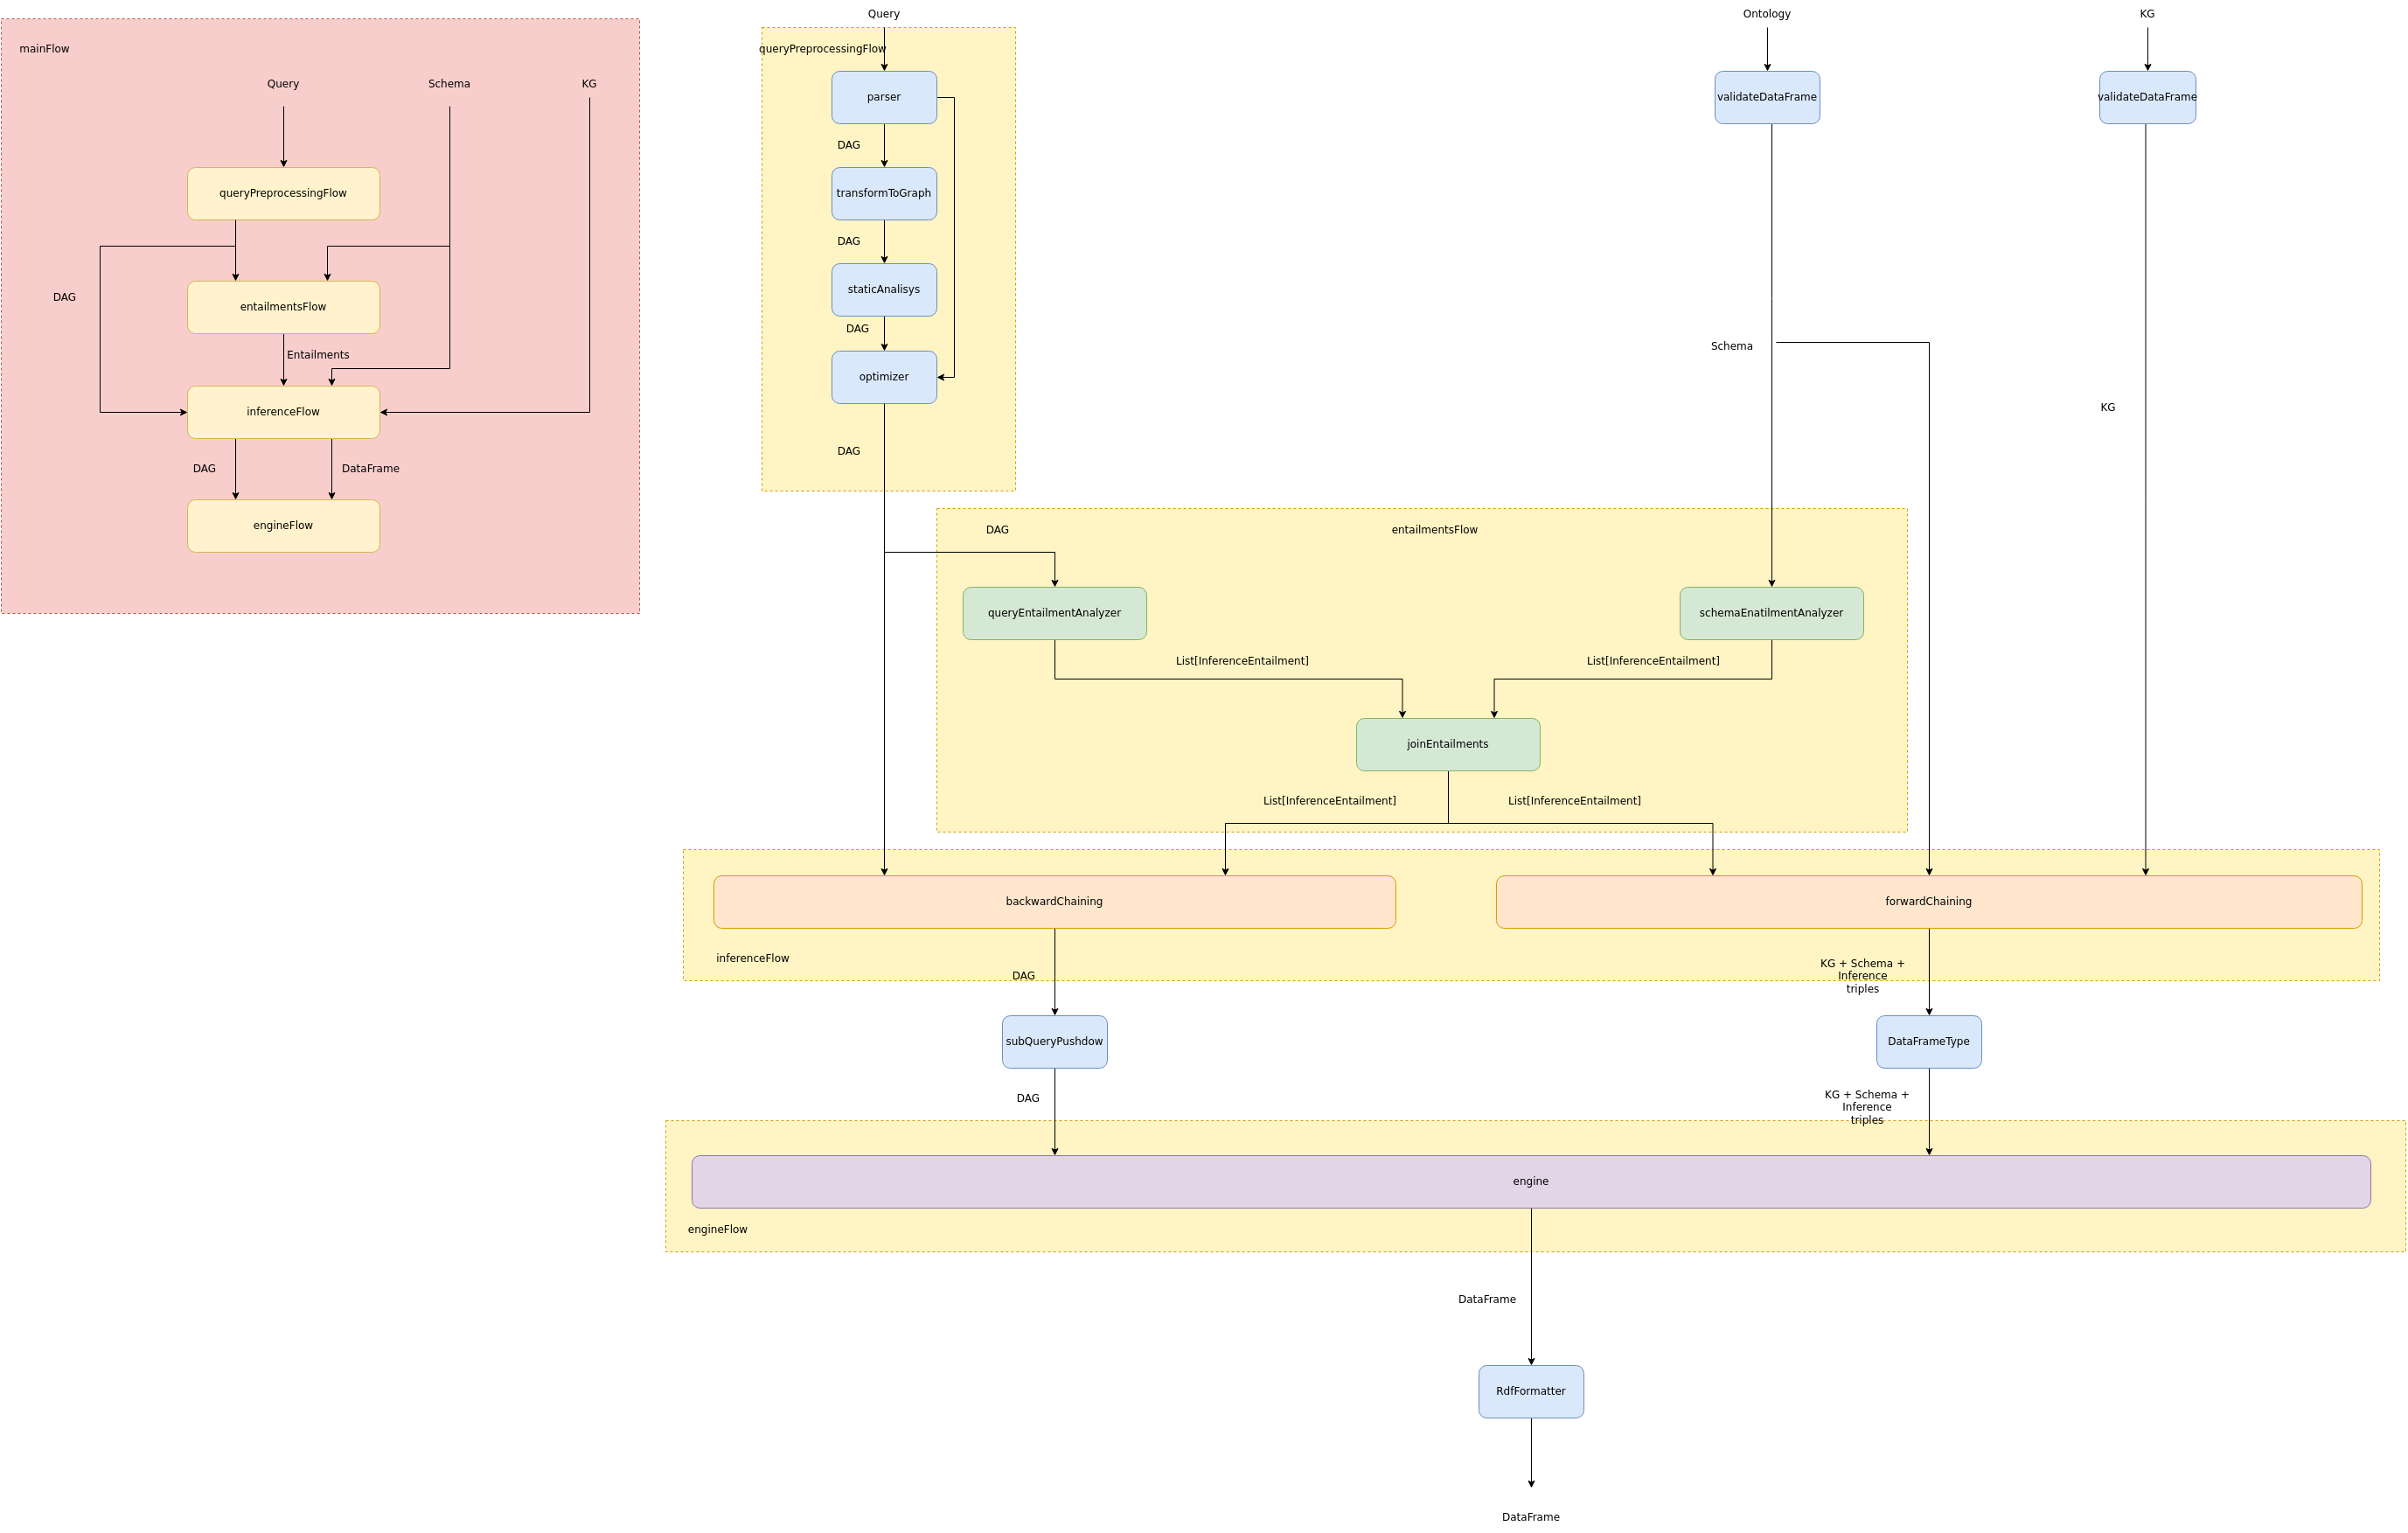 mainFlow
Query
Schema
KG
queryPreprocessingFlow
DAG
entailmentsFlow
Entailments
inferenceFlow
DAG
DataFrame
engineFlow
Query
queryPreprocessingFlow
parser
DAG
transformToGraph
DAG
staticAnalisys
DAG
optimizer
DAG
Ontology
validateDataFrame
Schema
KG
validateDataFrame
KG
DAG
entailmentsFlow
queryEntailmentAnalyzer
schemaEnatilmentAnalyzer
List[InferenceEntailment]
List[InferenceEntailment]
joinEntailments
List[InferenceEntailment]
List[InferenceEntailment]
backwardChaining
forwardChaining
inferenceFlow
DAG
KG + Schema +
Inference
triples
subQueryPushdow
DataFrameType
DAG
KG + Schema +
Inference
triples
engine
engineFlow
DataFrame
RdfFormatter
DataFrame